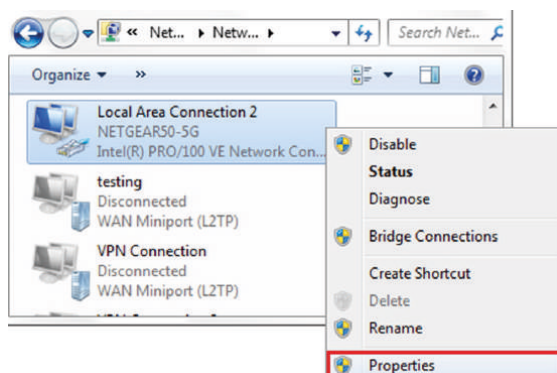 « Net... ▸ Netw... ▸
Search Net...
Organize
»
Local Area Connection 2
NETGEAR50-5G
Intel(R) PRO/100 VE Network Con...
testing
Disconnected
WAN Miniport (L2TP)
VPN Connection
Disconnected
WAN Miniport (L2TP)
Disable
Status
Diagnose
Bridge Connections
Create Shortcut
Delete
Rename
Properties